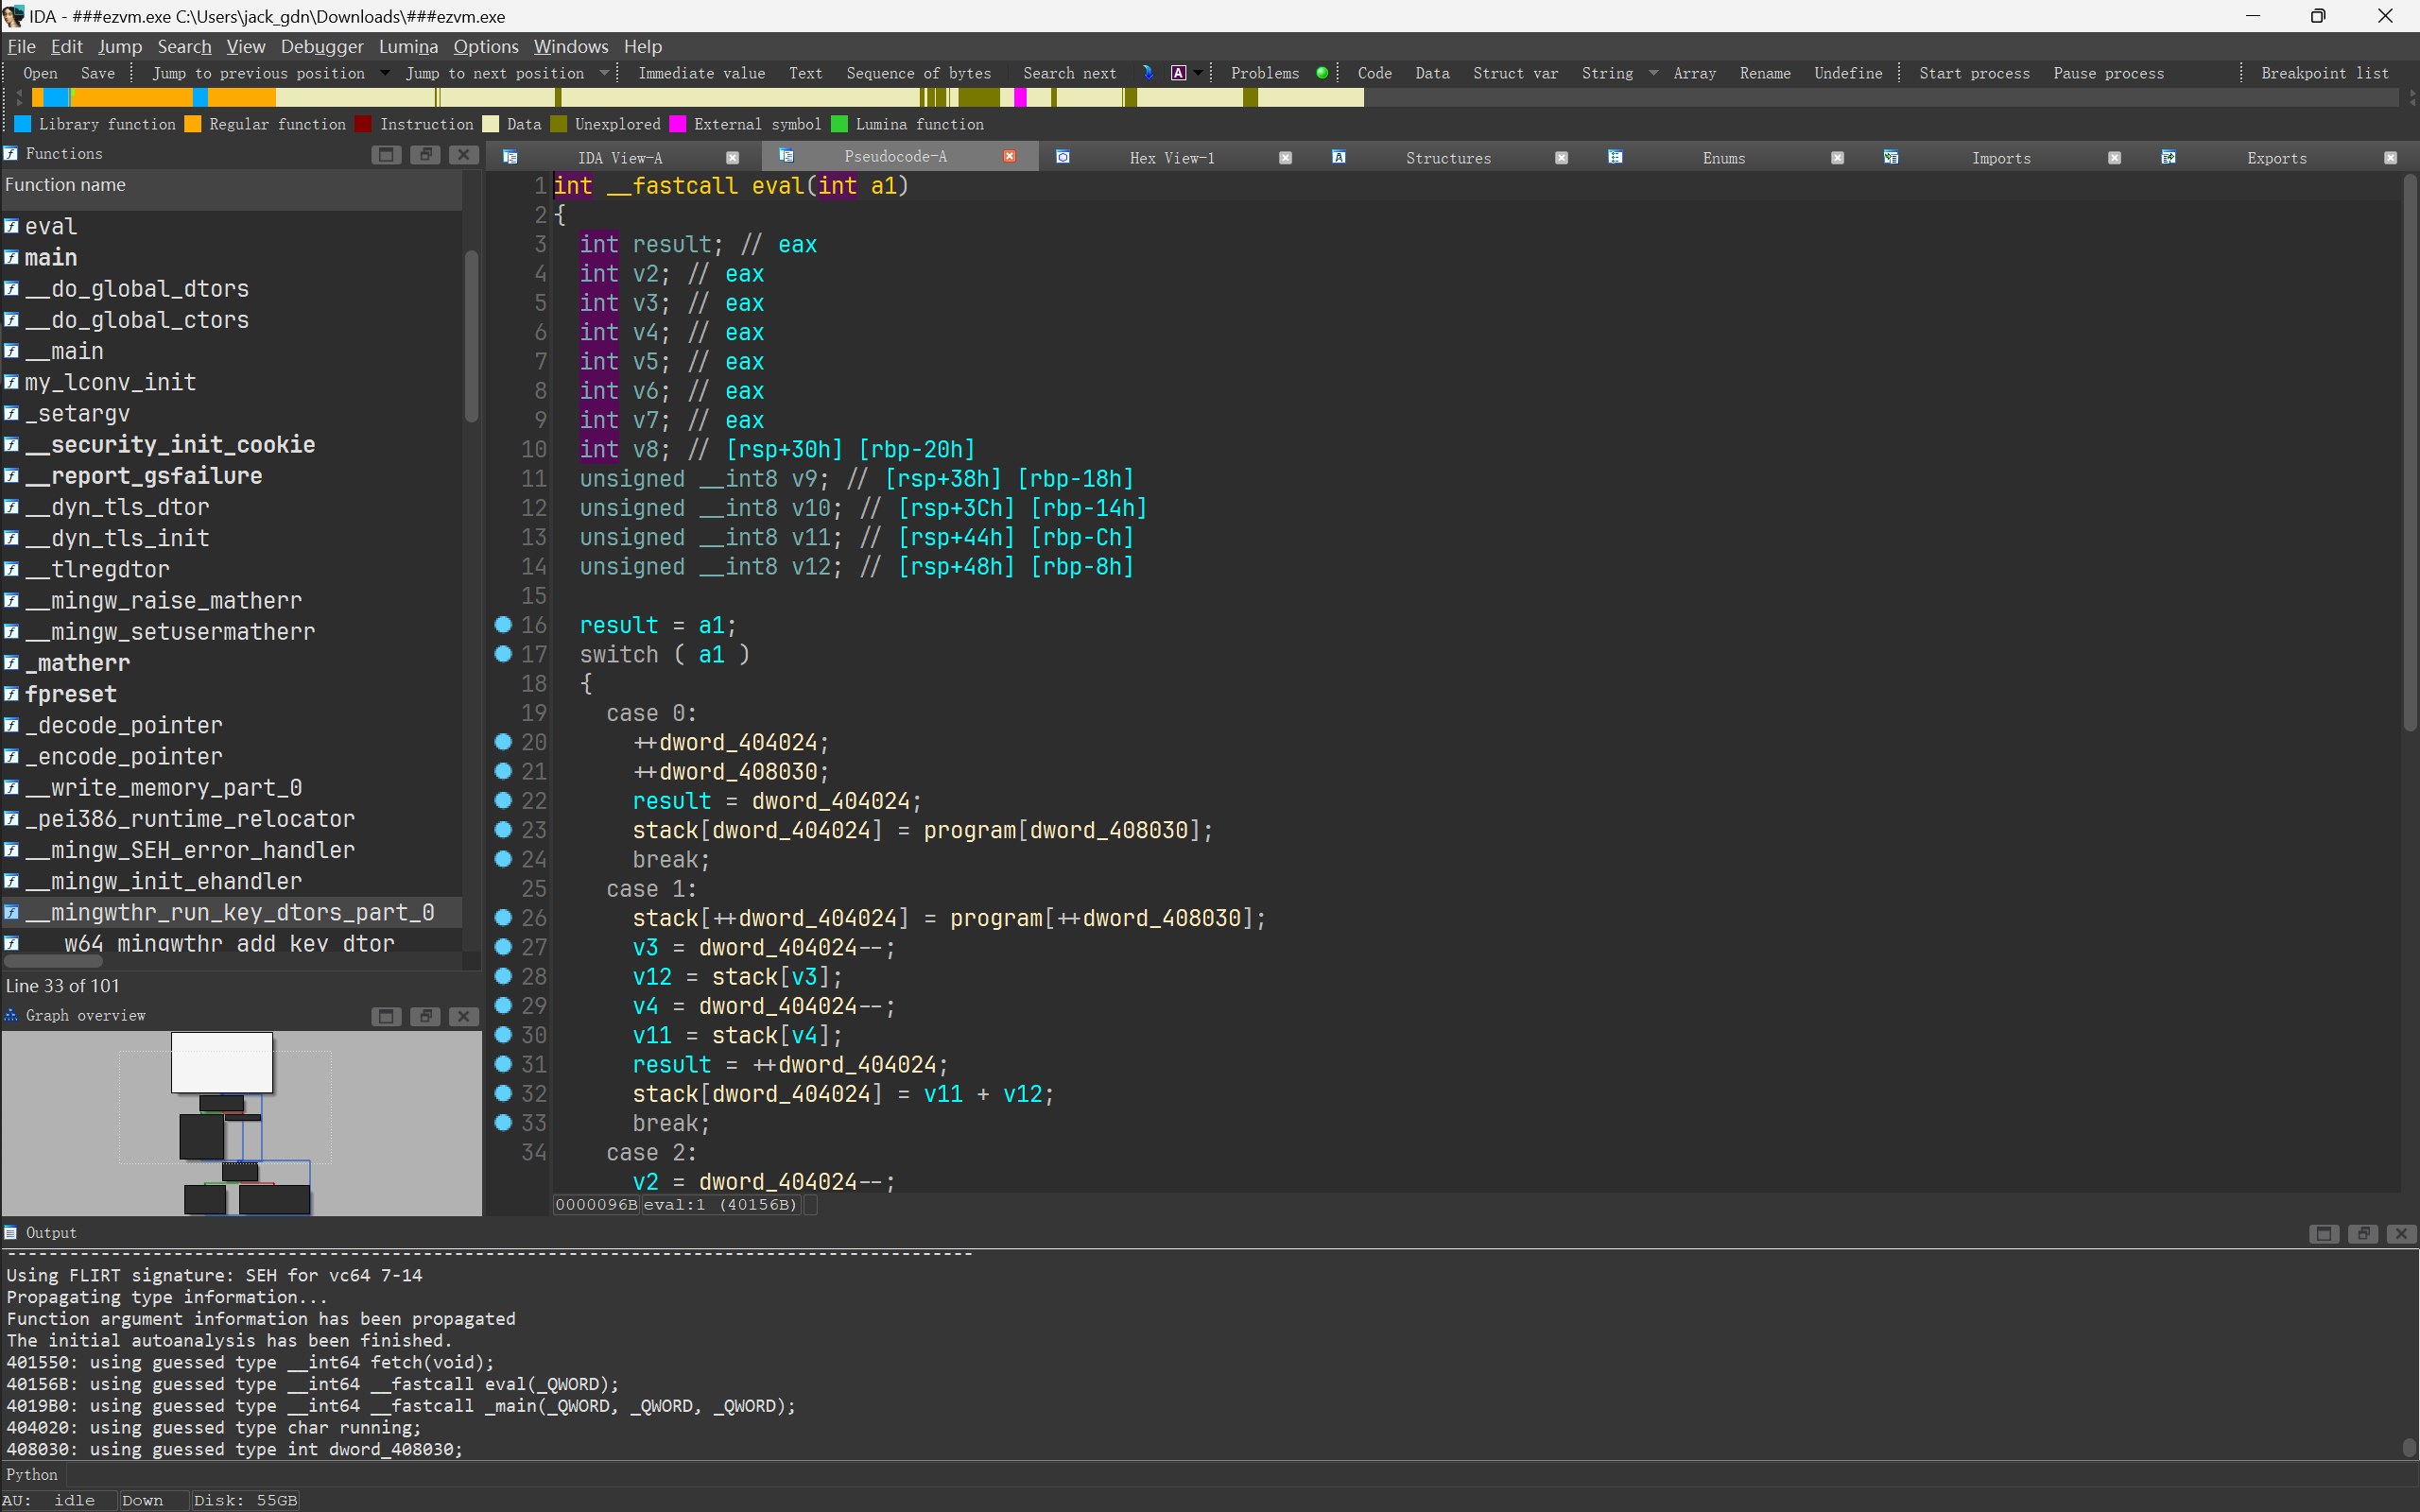 IDA - ###ezvm.exe C:\Users\jack_gdn\Downloads\###ezvm.exe
File Edit Jump Search View Debugger Lumina Options Windows Help
Open Save Jump to previous position Jump to next position Immediate value Text Sequence of bytes Search next A Problems Code Data Struct var String Array Rename Undefine Start process Pause process Breakpoint list
Library function Regular function Instruction Data Unexplored External symbol Lumina function
Functions
Function name
eval
main
__do_global_dtors
__do_global_ctors
__main
my_lconv_init
_setargv
__security_init_cookie
__report_gsfailure
__dyn_tls_dtor
__dyn_tls_init
__tlregdtor
__mingw_raise_matherr
__mingw_setusermatherr
_matherr
fpreset
_decode_pointer
_encode_pointer
__write_memory_part_0
_pei386_runtime_relocator
__mingw_SEH_error_handler
__mingw_init_ehandler
__mingwthr_run_key_dtors_part_0
___w64_mingwthr_add_key_dtor
Line 33 of 101
Graph overview
IDA View-A Pseudocode-A Hex View-1 Structures Enums Imports Exports
1 int __fastcall eval(int a1)
2 {
3 int result; // eax
4 int v2; // eax
5 int v3; // eax
6 int v4; // eax
7 int v5; // eax
8 int v6; // eax
9 int v7; // eax
10 int v8; // [rsp+30h] [rbp-20h]
11 unsigned __int8 v9; // [rsp+38h] [rbp-18h]
12 unsigned __int8 v10; // [rsp+3Ch] [rbp-14h]
13 unsigned __int8 v11; // [rsp+44h] [rbp-Ch]
14 unsigned __int8 v12; // [rsp+48h] [rbp-8h]
15
16 result = a1;
17 switch ( a1 )
18 {
19 case 0:
20 ++dword_404024;
21 ++dword_408030;
22 result = dword_404024;
23 stack[dword_404024] = program[dword_408030];
24 break;
25 case 1:
26 stack[++dword_404024] = program[++dword_408030];
27 v3 = dword_404024--;
28 v12 = stack[v3];
29 v4 = dword_404024--;
30 v11 = stack[v4];
31 result = ++dword_404024;
32 stack[dword_404024] = v11 + v12;
33 break;
34 case 2:
v2 = dword_404024--;
0000096B eval:1 (40156B)
Output
--------------------------------------------------------------------------------------------
Using FLIRT signature: SEH for vc64 7-14
Propagating type information...
Function argument information has been propagated
The initial autoanalysis has been finished.
401550: using guessed type __int64 fetch(void);
40156B: using guessed type __int64 __fastcall eval(_QWORD);
4019B0: using guessed type __int64 __fastcall _main(_QWORD, _QWORD, _QWORD);
404020: using guessed type char running;
408030: using guessed type int dword_408030;
Python
AU: idle Down Disk: 55GB